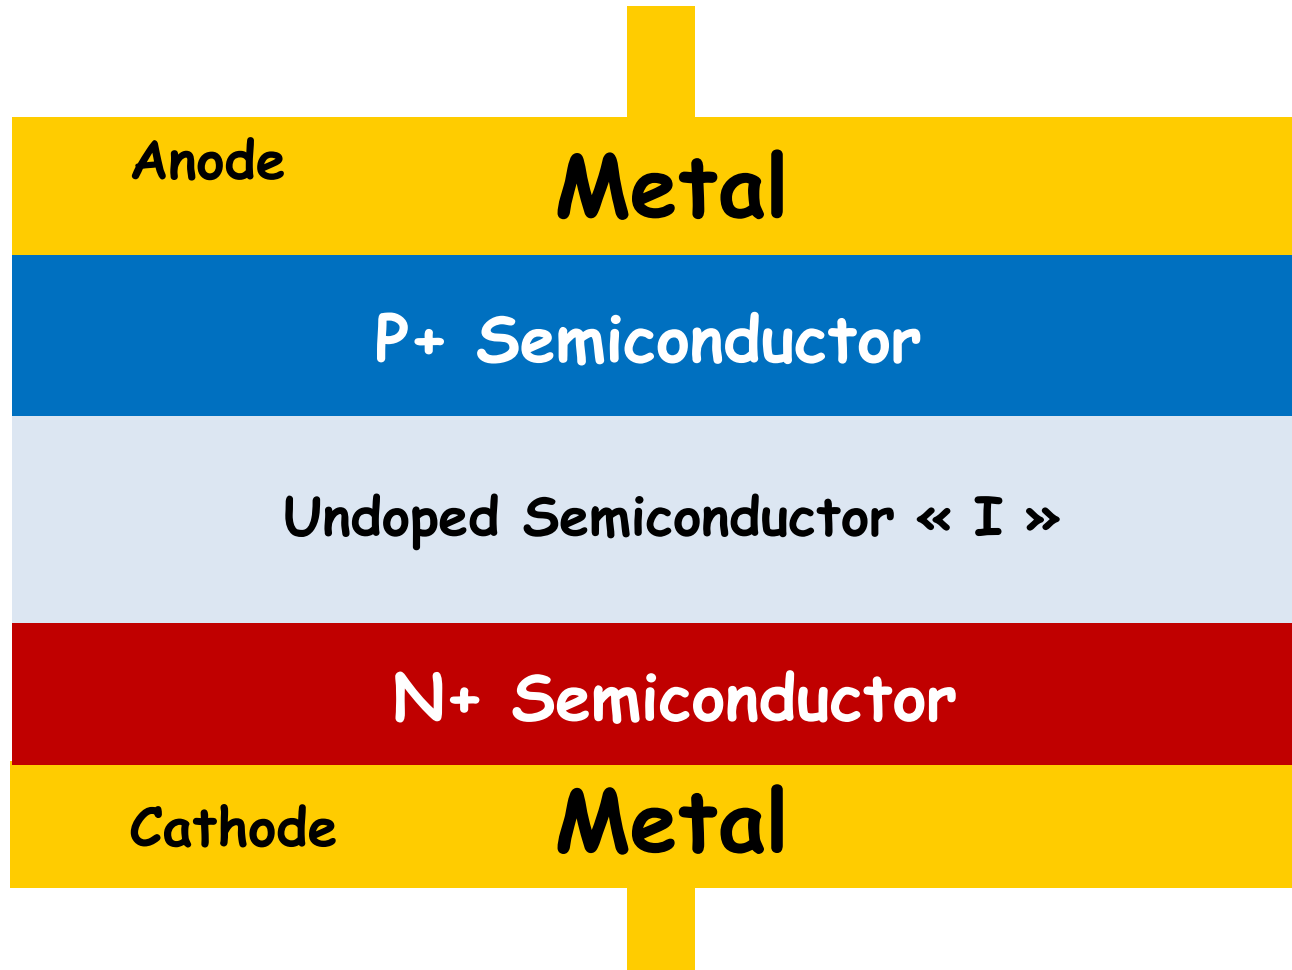 Anode
Metal
P+ Semiconductor
Undoped Semiconductor « I »
N+ Semiconductor
Cathode
Metal